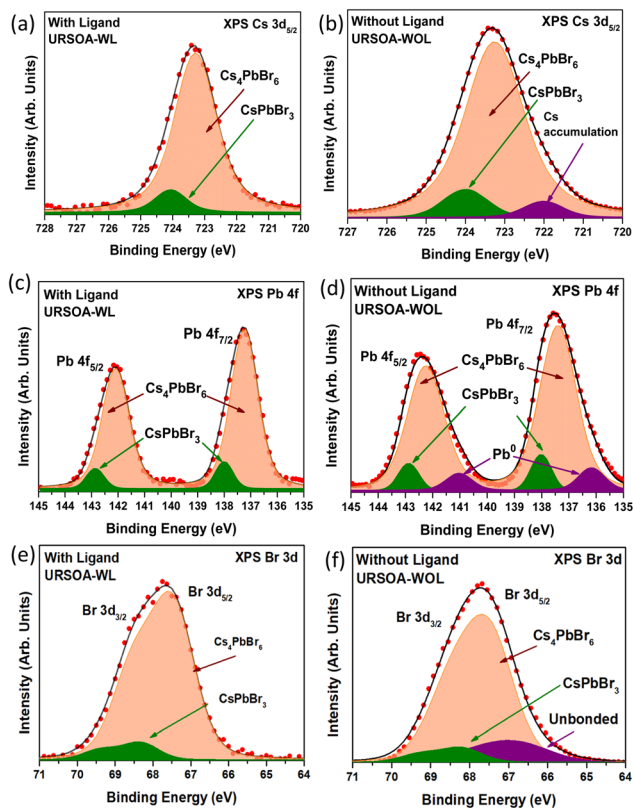 (a)
With Ligand
URSOA-WL
XPS Cs 3d5/2
Cs4PbBr6
CsPbBr3
Intensity (Arb. Units)
728 727 726 725 724 723 722 721 720
Binding Energy (eV)
(b)
Without Ligand
URSOA-WOL
XPS Cs 3d5/2
Cs4PbBr6
CsPbBr3
Cs
accumulation
Intensity (Arb. Units)
727 726 725 724 723 722 721 720
Binding Energy (eV)
(c)
With Ligand
URSOA-WL
XPS Pb 4f
Pb 4f7/2
Pb 4f5/2
Cs4PbBr6
CsPbBr3
Intensity (Arb. Units)
145 144 143 142 141 140 139 138 137 136 135
Binding Energy (eV)
(d)
Without Ligand
URSOA-WOL
XPS Pb 4f
Pb 4f7/2
Pb 4f5/2
Cs4PbBr6
CsPbBr3
Pb0
Intensity (Arb. Units)
145 144 143 142 141 140 139 138 137 136 135
Binding Energy (eV)
(e)
With Ligand
URSOA-WL
XPS Br 3d
Br 3d5/2
Br 3d3/2
Cs4PbBr6
CsPbBr3
Intensity (Arb. Units)
71 70 69 68 67 66 65 64
Binding Energy (eV)
(f)
Without Ligand
URSOA-WOL
XPS Br 3d
Br 3d5/2
Br 3d3/2
Cs4PbBr6
CsPbBr3
Unbonded
Intensity (Arb. Units)
71 70 69 68 67 66 65 64
Binding Energy (eV)